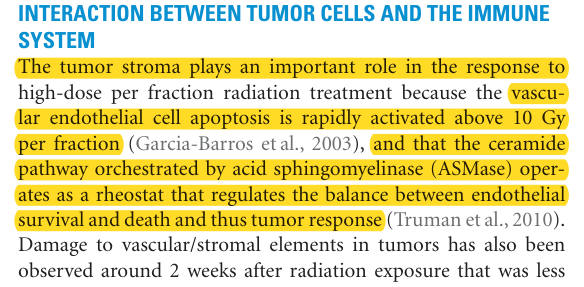 INTERACTION BETWEEN TUMOR CELLS AND THE IMMUNE
SYSTEM
The tumor stroma plays an important role in the response to
high-dose per fraction radiation treatment because the vascu-
lar endothelial cell apoptosis is rapidly activated above 10 Gy
per fraction (Garcia-Barros et al., 2003), and that the ceramide
pathway orchestrated by acid sphingomyelinase (ASMase) oper-
ates as a rheostat that regulates the balance between endothelial
survival and death and thus tumor response (Truman et al., 2010).
Damage to vascular/stromal elements in tumors has also been
observed around 2 weeks after radiation exposure that was less